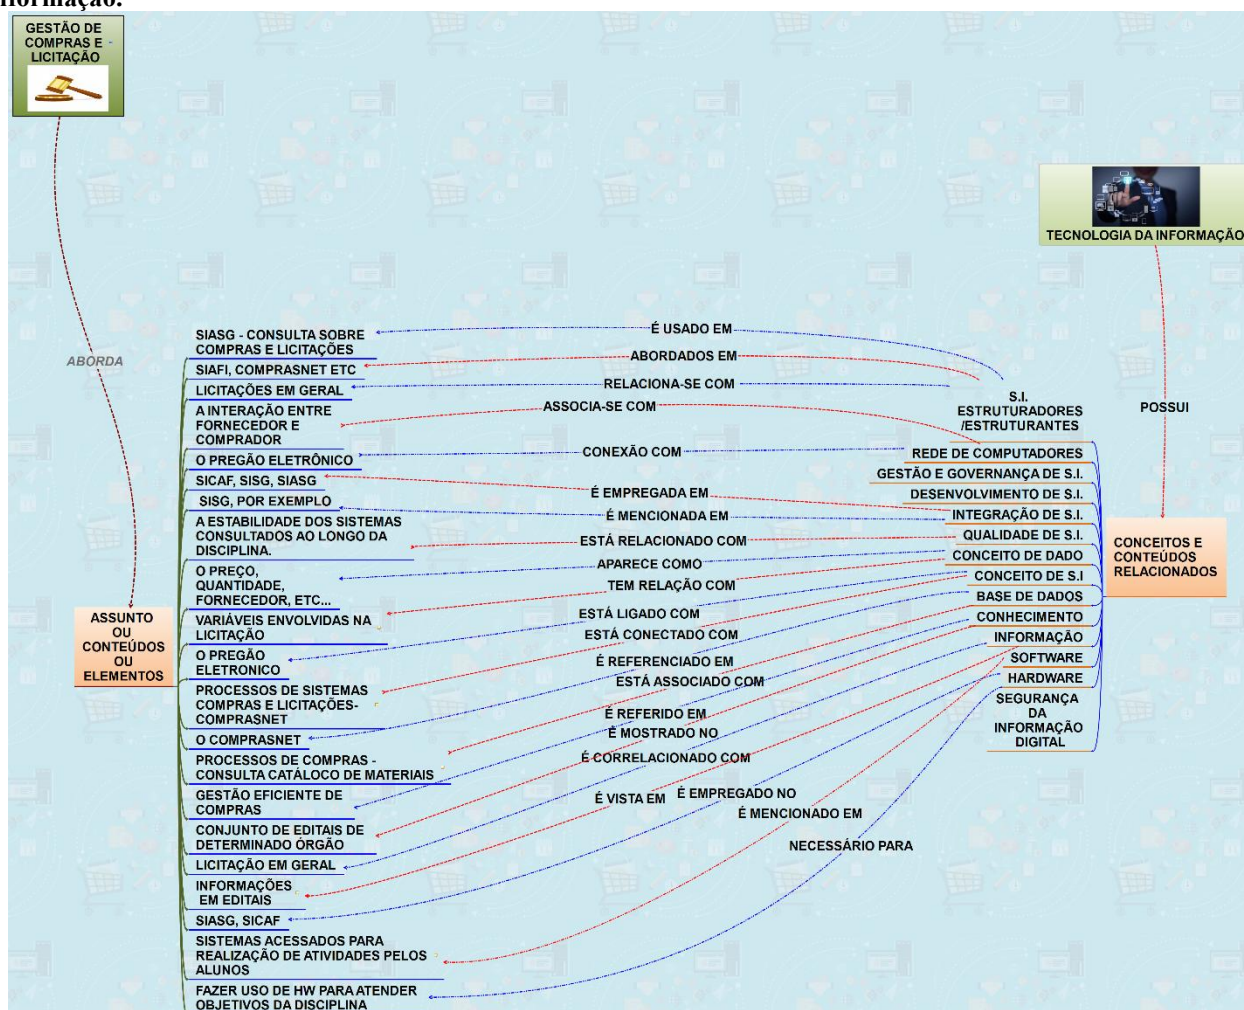 formação.
GESTÃO DE
COMPRAS E
LICITAÇÃO
TECNOLOGIA DA INFORMAÇÃO
ABORDA
POSSUI
ASSUNTO
OU
CONTEÚDOS
OU
ELEMENTOS
SIASG - CONSULTA SOBRE
COMPRAS E LICITAÇÕES
SIAFI, COMPRASNET ETC
LICITAÇÕES EM GERAL
A INTERAÇÃO ENTRE
FORNECEDOR E
COMPRADOR
O PREGÃO ELETRÔNICO
SICAF, SISG, SIASG
SISG, POR EXEMPLO
A ESTABILIDADE DOS SISTEMAS
CONSULTADOS AO LONGO DA
DISCIPLINA.
O PREÇO,
QUANTIDADE,
FORNECEDOR, ETC...
VARIÁVEIS ENVOLVIDAS NA
LICITAÇÃO
O PREGÃO
ELETRONICO
PROCESSOS DE SISTEMAS
COMPRAS E LICITAÇÕES-
COMPRASNET
O COMPRASNET
PROCESSOS DE COMPRAS -
CONSULTA CATÁLOCO DE MATERIAIS
GESTÃO EFICIENTE DE
COMPRAS
CONJUNTO DE EDITAIS DE
DETERMINADO ÓRGÃO
LICITAÇÃO EM GERAL
INFORMAÇÕES
EM EDITAIS
SIASG, SICAF
SISTEMAS ACESSADOS PARA
REALIZAÇÃO DE ATIVIDADES PELOS
ALUNOS
FAZER USO DE HW PARA ATENDER
OBJETIVOS DA DISCIPLINA
É USADO EM
ABORDADOS EM
RELACIONA-SE COM
ASSOCIA-SE COM
CONEXÃO COM
É EMPREGADA EM
É MENCIONADA EM
ESTÁ RELACIONADO COM
APARECE COMO
TEM RELAÇÃO COM
ESTÁ LIGADO COM
ESTÁ CONECTADO COM
É REFERENCIADO EM
ESTÁ ASSOCIADO COM
É REFERIDO EM
É MOSTRADO NO
É CORRELACIONADO COM
É VISTA EM
É EMPREGADO NO
É MENCIONADO EM
NECESSÁRIO PARA
S.I.
ESTRUTURADORES
/ESTRUTURANTES
REDE DE COMPUTADORES
GESTÃO E GOVERNANÇA DE S.I.
DESENVOLVIMENTO DE S.I.
INTEGRAÇÃO DE S.I.
QUALIDADE DE S.I.
CONCEITO DE DADO
CONCEITO DE S.I
BASE DE DADOS
CONHECIMENTO
INFORMAÇÃO
SOFTWARE
HARDWARE
SEGURANÇA
DA
INFORMAÇÃO
DIGITAL
CONCEITOS E
CONTEÚDOS
RELACIONADOS